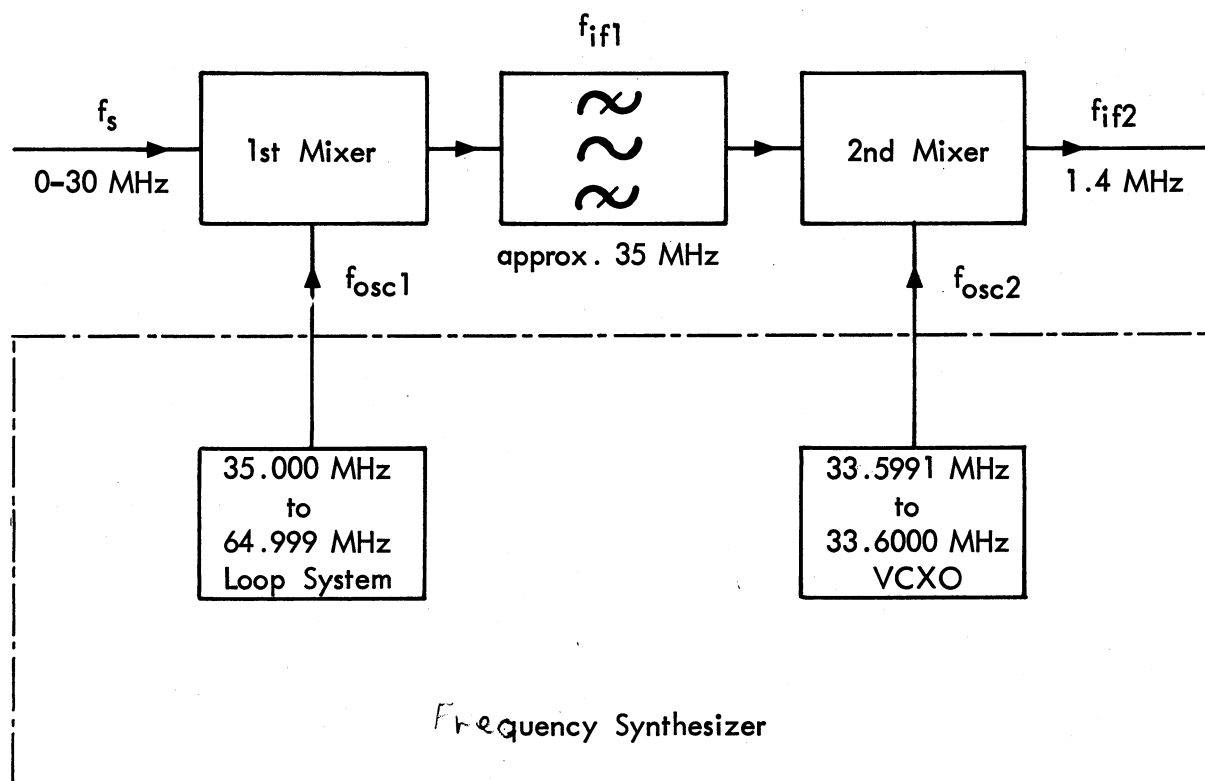 f_if1
f_s
1st Mixer
2nd Mixer
f_if2
0-30 MHz
1.4 MHz
approx. 35 MHz
f_osc1
f_osc2
35.000 MHz
to
64.999 MHz
Loop System
33.5991 MHz
to
33.6000 MHz
VCXO
Frequency Synthesizer